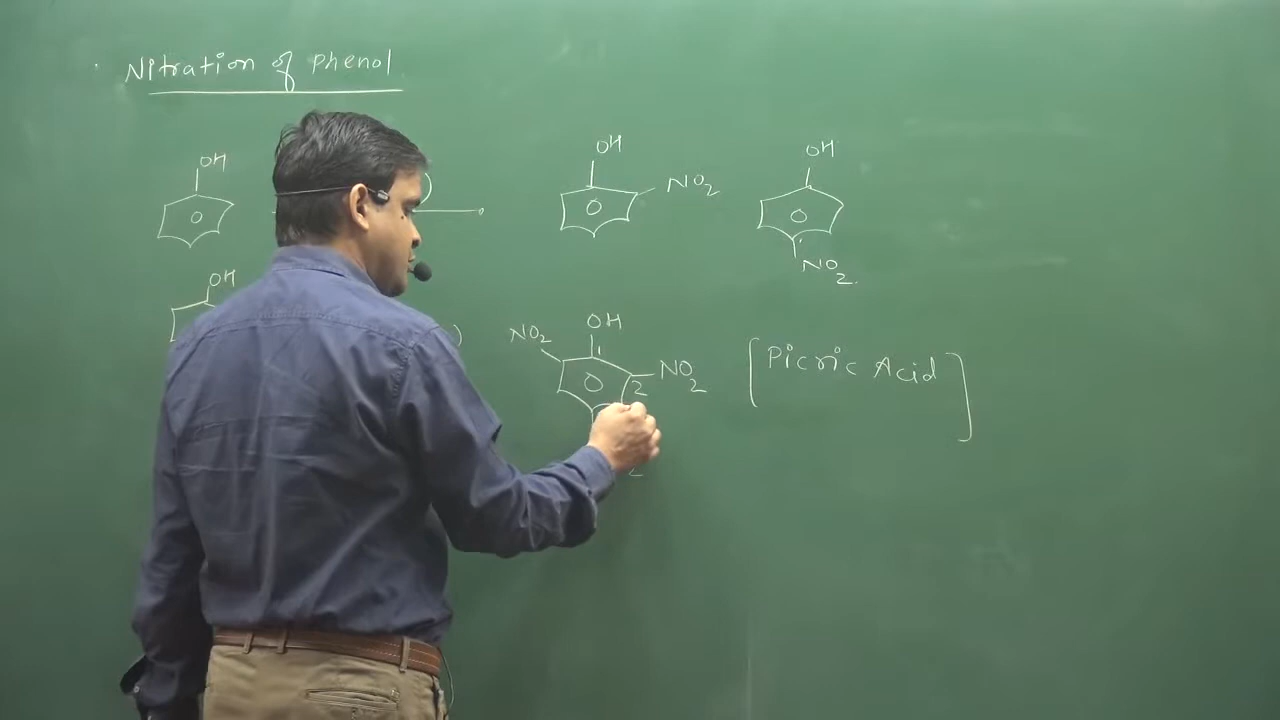 Nitration of Phenol
OH
OH
NO2
OH
NO2
OH
OH
NO2
NO2
1
2
[Picric Acid]